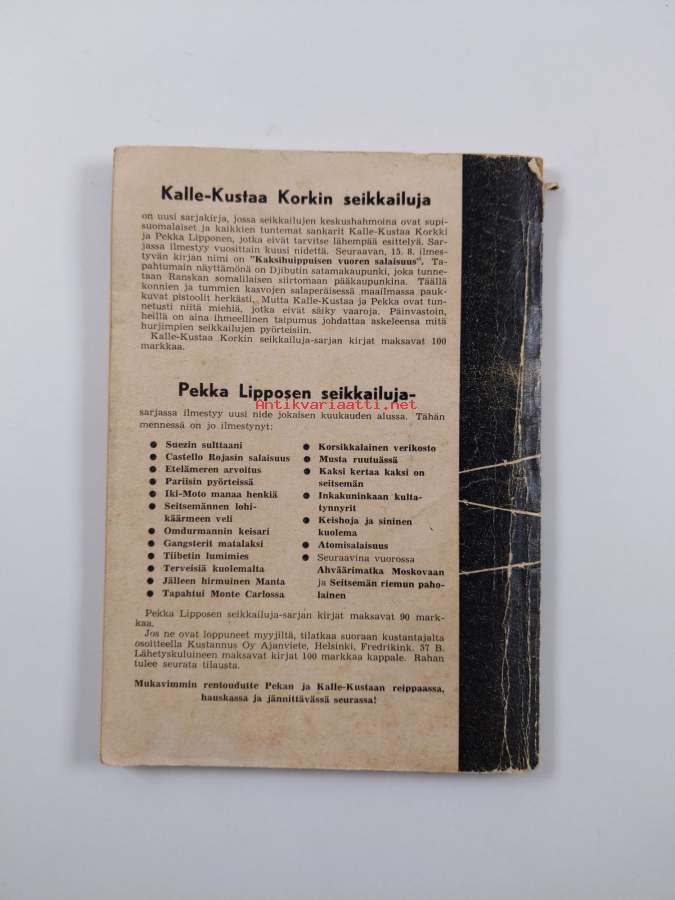 Kalle-Kustaa Korkin seikkailuja
on uusi sarjakirja, jossa seikkailujen keskushahmoina ovat supi-
suomalaiset ja kaikkien tuntemat sankarit Kalle-Kustaa Korkki
ja Pekka Lipponen, jotka eivät tarvitse lähempää esittelyä. Sar-
jassa ilmestyy vuosittain kuusi nidettä. Seuraavan, 15. 8. ilmes-
tyvän kirjan nimi on "Kaksihuippuisen vuoren salaisuus". Ta-
pahtumain näyttämönä on Djibutin satamakaupunki, joka tunne-
taan Ranskan somalilaisen siirtomaan pääkaupunkina. Täällä
konnien ja tummien kasvojen salaperäisessä maailmassa pauk-
kuvat pistoolit herkästi. Mutta Kalle-Kustaa ja Pekka ovat tun-
netusti niitä miehiä, jotka eivät säiky vaaroja. Päinvastoin,
heillä on aina ihmeellinen taipumus johdattaa askeleensa mitä
hurjimpien seikkailujen pyörteisiin.
Kalle-Kustaa Korkin seikkailuja-sarjan kirjat maksavat 100
markkaa.
Pekka Lipposen seikkailuja-
Antikvariaatti.net
sarjassa ilmestyy uusi nide jokaisen kuukauden alussa. Tähän
mennessä on jo ilmestynyt:
● Suezin sulttaani
● Castello Rojasin salaisuus
● Etelämeren arvoitus
● Pariisin pyörteissä
● Iki-Moto manaa henkiä
● Seitsemännen lohi-
käärmeen veli
● Omdurmannin keisari
● Gangsterit matalaksi
● Tiibetin lumimies
● Terveisiä kuolemalta
● Jälleen hirmuinen Manta
● Tapahtui Monte Carlossa
● Korsikkalainen verikosto
● Musta ruutuässä
● Kaksi kertaa kaksi on
seitsemän
● Inkakuninkaan kulta-
tynnyrit
● Keishoja ja sininen
kuolema
● Atomisalaisuus
● Seuraavina vuorossa
Ahväärimatka Moskovaan
ja Seitsemän riemun paho-
lainen
Pekka Lipposen seikkailuja-sarjan kirjat maksavat 90 mark-
kaa.
Jos ne ovat loppuneet myyjiltä, tilatkaa suoraan kustantajalta
osoitteella Kustannus Oy Ajanviete, Helsinki, Fredrikink. 57 B.
Lähetyskuluineen maksavat kirjat 100 markkaa kappale. Rahan
tulee seurata tilausta.
Mukavimmin rentoudutte Pekan ja Kalle-Kustaan reippaassa,
hauskassa ja jännittävässä seurassa!